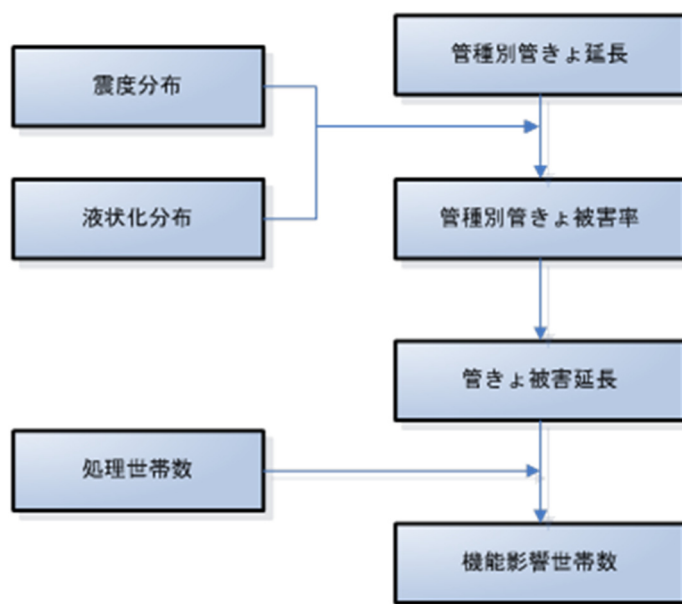 管種別管きょ延長
震度分布
液状化分布
管種別管きょ被害率
管きょ被害延長
処理世帯数
機能影響世帯数